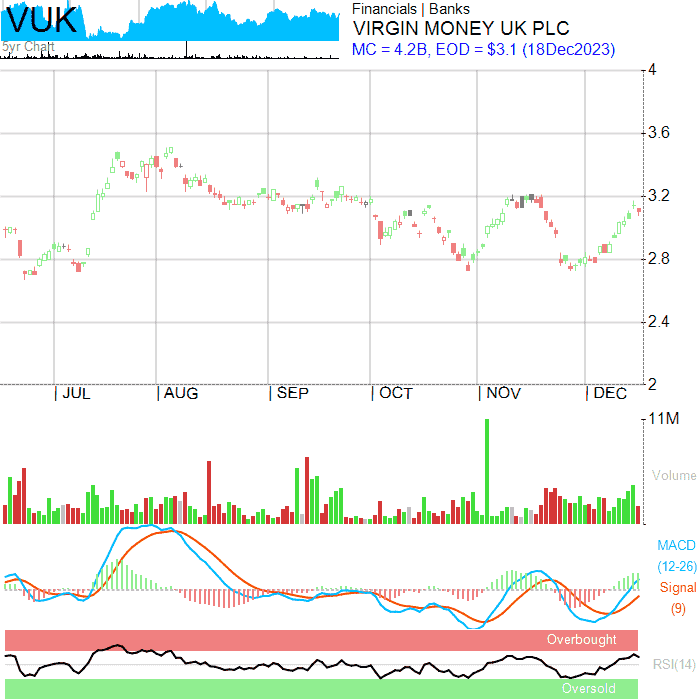 VUK
5yr Chart
Financials | Banks
VIRGIN MONEY UK PLC
MC = 4.2B, EOD = $3.1 (18Dec2023)
4
3.6
3.2
2.8
2.4
2
JUL AUG SEP OCT NOV DEC
11M
Volume
MACD
(12-26)
Signal
(9)
Overbought
RSI(14)
Oversold